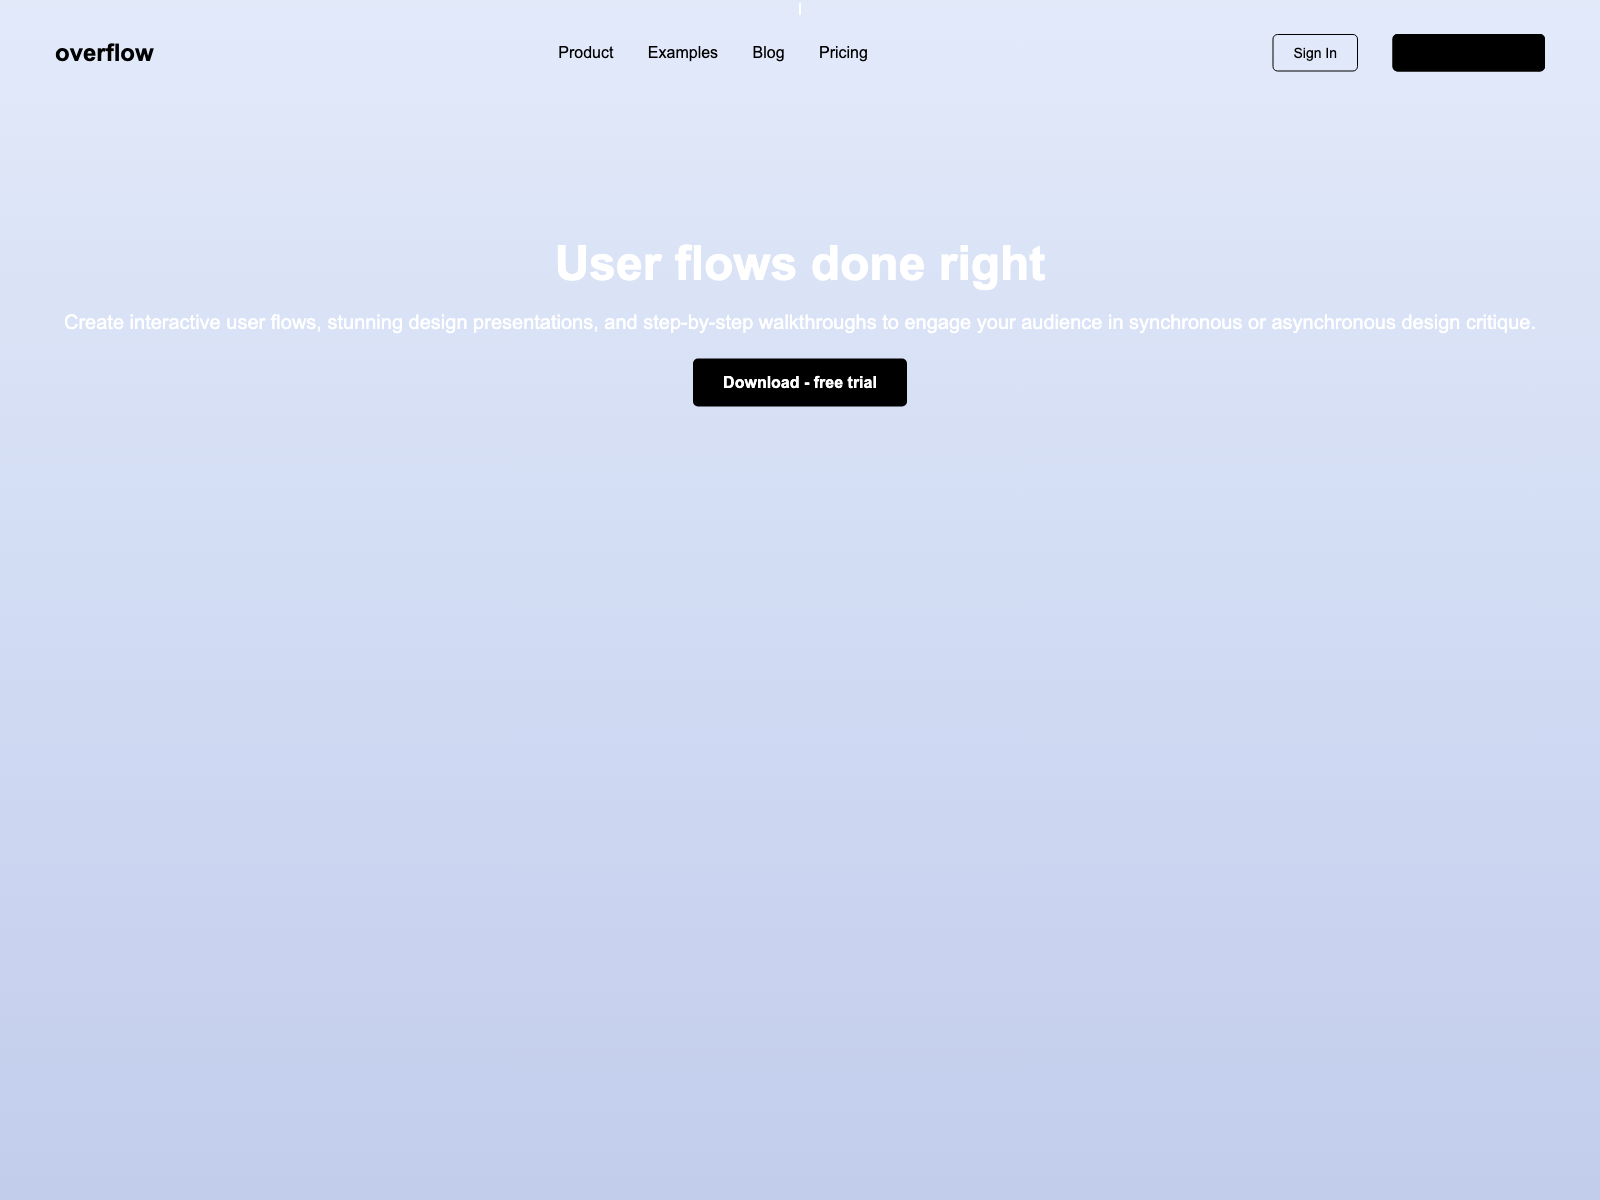 overflow
Product Examples Blog Pricing
Sign In
User flows done right
Create interactive user flows, stunning design presentations, and step-by-step walkthroughs to engage your audience in synchronous or asynchronous design critique.
Download - free trial